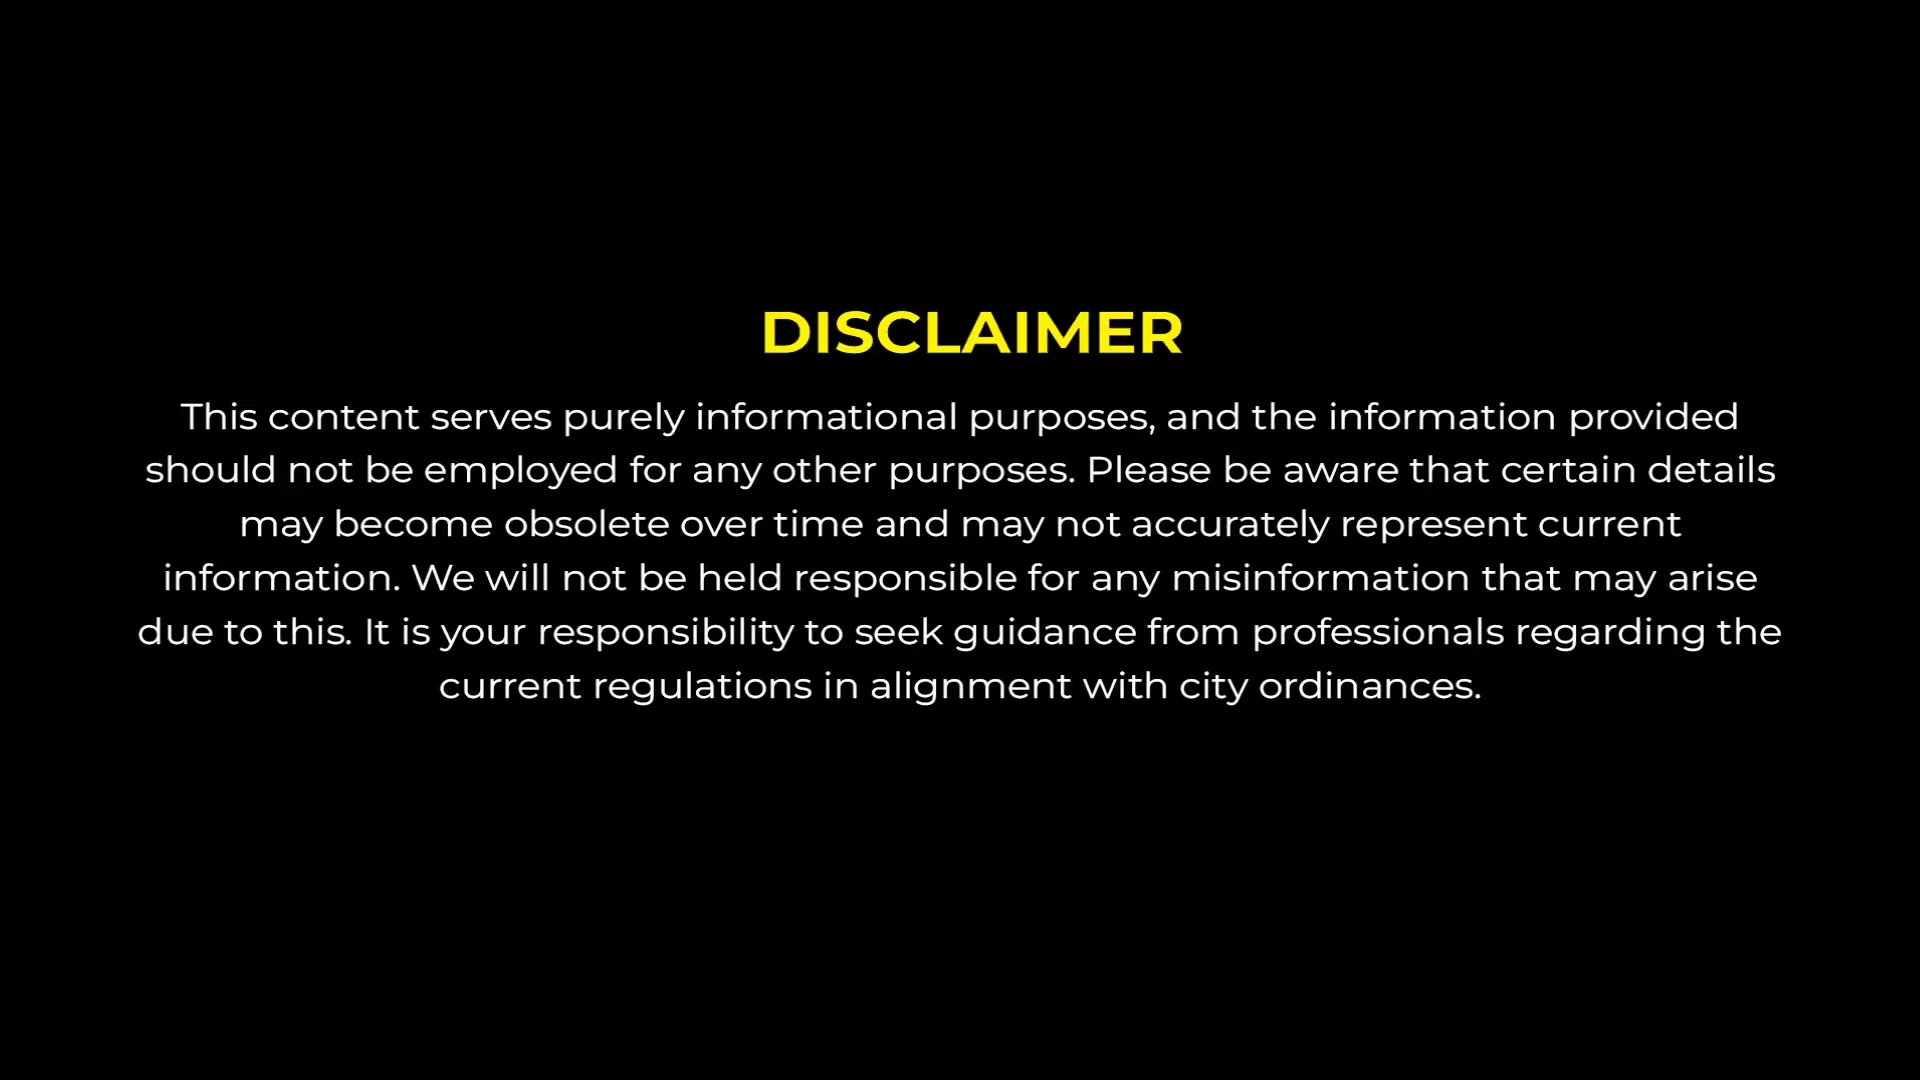 DISCLAIMER
This content serves purely informational purposes, and the information provided
should not be employed for any other purposes. Please be aware that certain details
may become obsolete over time and may not accurately represent current
information. We will not be held responsible for any misinformation that may arise
due to this. It is your responsibility to seek guidance from professionals regarding the
current regulations in alignment with city ordinances.